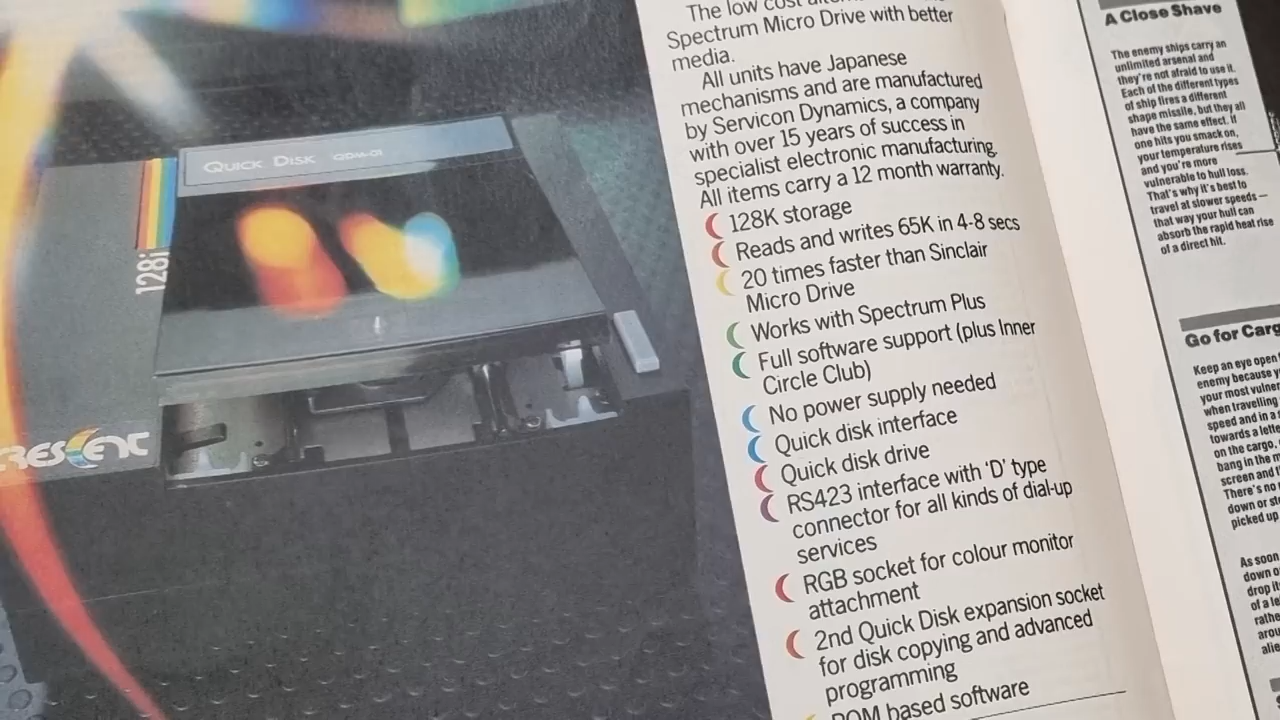 QUICK DISK QDM-01
128i
RESCENT
The low cost
Spectrum Micro Drive with better
media.
All units have Japanese
mechanisms and are manufactured
by Servicon Dynamics, a company
with over 15 years of success in
specialist electronic manufacturing.
All items carry a 12 month warranty.
128K storage
Reads and writes 65K in 4-8 secs
20 times faster than Sinclair
Micro Drive
Works with Spectrum Plus
Full software support (plus Inner
Circle Club)
No power supply needed
Quick disk interface
Quick disk drive
RS423 interface with 'D' type
connector for all kinds of dial-up
services
RGB socket for colour monitor
attachment
2nd Quick Disk expansion socket
for disk copying and advanced
programming
ROM based software
A Close Shave
The enemy ships carry an
unlimited arsenal and
they're not afraid to use it.
Each of the different types
of ship fires a different
shape missile, but they all
have the same effect. If
one hits you smack on,
your temperature rises
and you're more
vulnerable to hull loss.
That's why it's best to
travel at slower speeds —
that way your hull can
absorb the rapid heat rise
of a direct hit.
Go for Carg
Keep an eye open
enemy because
your most vulner
when travelling
speed and in a
towards a lette
on the cargo,
bang in the m
screen and
There's no
down or st
picked up
As soon
down o
drop it
of a le
rathe
arou
alie